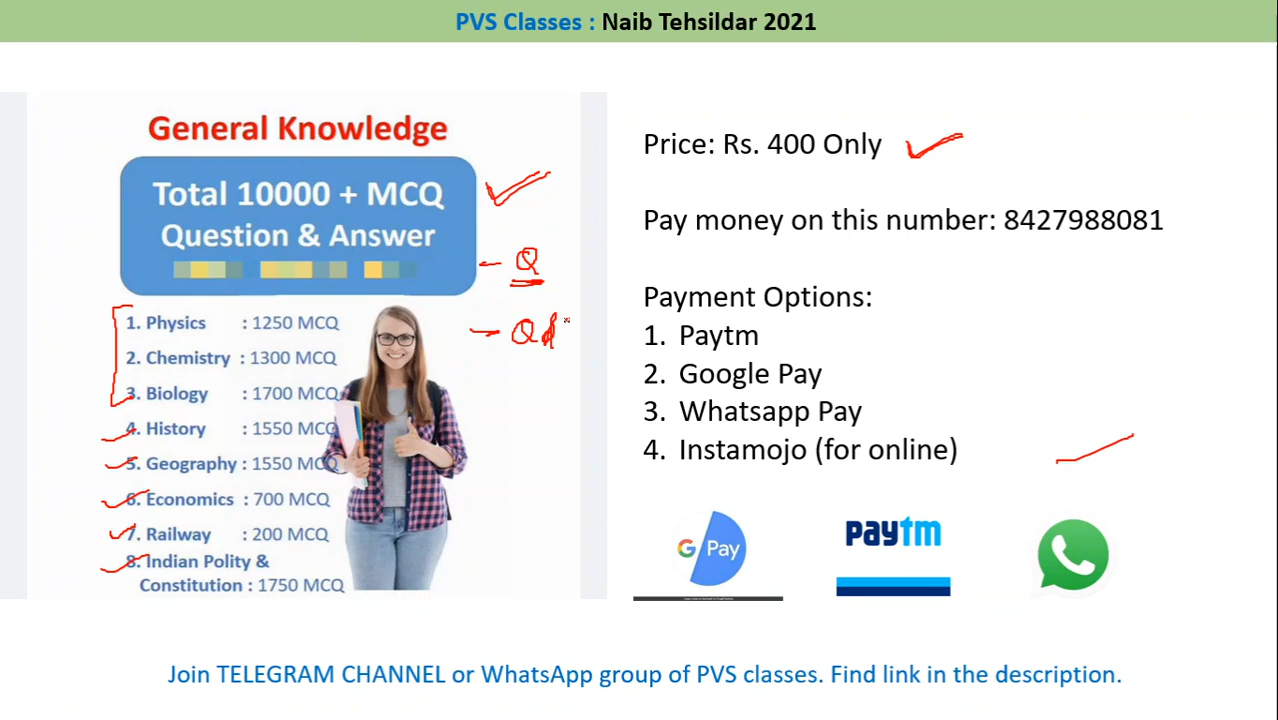 PVS Classes : Naib Tehsildar 2021
General Knowledge
Total 10000 + MCQ
Question & Answer
1. Physics : 1250 MCQ
2. Chemistry : 1300 MCQ
3. Biology : 1700 MCQ
4. History : 1550 MCQ
5. Geography : 1550 MCQ
6. Economics : 700 MCQ
7. Railway : 200 MCQ
8. Indian Polity &
Constitution : 1750 MCQ
– Q
– Q
Price: Rs. 400 Only
Pay money on this number: 8427988081
Payment Options:
1. Paytm
2. Google Pay
3. Whatsapp Pay
4. Instamojo (for online)
G Pay
paytm
Join TELEGRAM CHANNEL or WhatsApp group of PVS classes. Find link in the description.